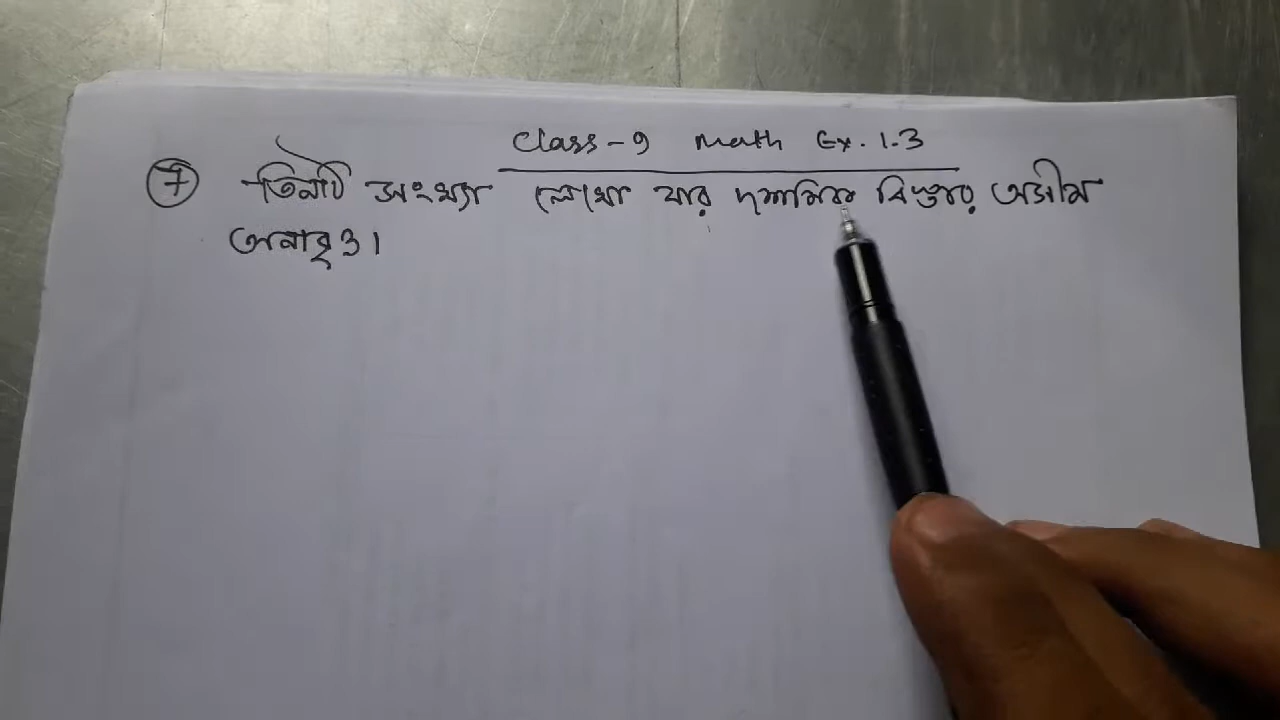 Class-9 Math Ex. 1.3
7 তিনটি সংখ্যা লেখো যার দশমিক বিস্তার অসীম
অনাবৃত।